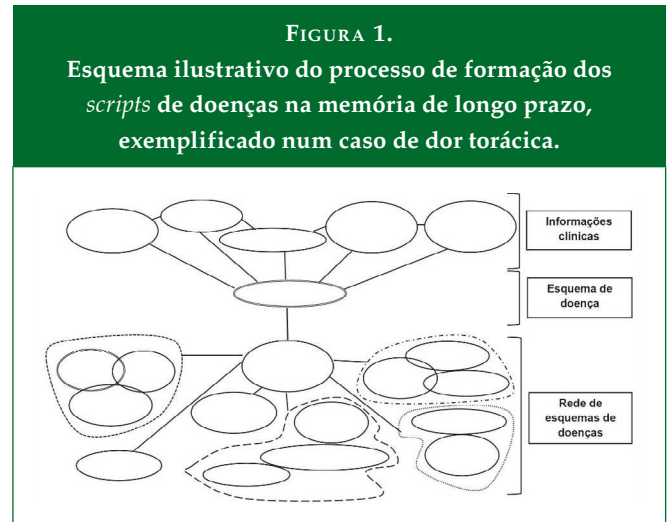 FIGURA 1.
Esquema ilustrativo do processo de formação dos
scripts de doenças na memória de longo prazo,
exemplificado num caso de dor torácica.
Informações
clínicas
Esquema de
doença
Rede de
esquemas de
doenças